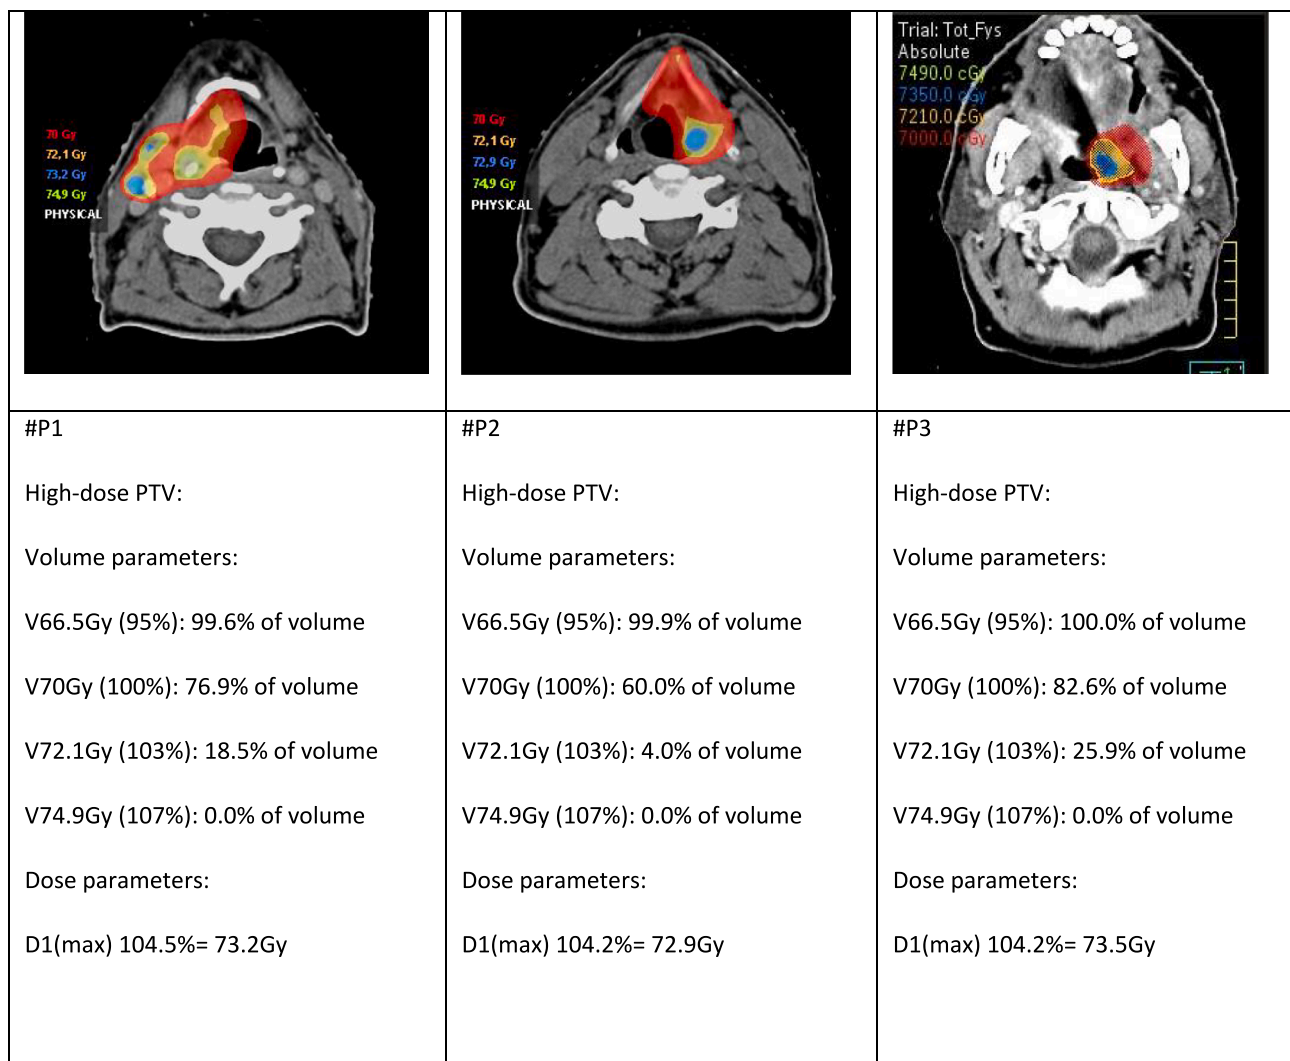 70 Gy
72,1 Gy
73,2 Gy
74,9 Gy
PHYSICAL
70 Gy
72,1 Gy
72,9 Gy
74,9 Gy
PHYSICAL
Trial: Tot_Fys
Absolute
7490.0 cGy
7350.0 cGy
7210.0 cGy
7000.0 cGy
#P1
High-dose PTV:
Volume parameters:
V66.5Gy (95%): 99.6% of volume
V70Gy (100%): 76.9% of volume
V72.1Gy (103%): 18.5% of volume
V74.9Gy (107%): 0.0% of volume
Dose parameters:
D1(max) 104.5%= 73.2Gy
#P2
High-dose PTV:
Volume parameters:
V66.5Gy (95%): 99.9% of volume
V70Gy (100%): 60.0% of volume
V72.1Gy (103%): 4.0% of volume
V74.9Gy (107%): 0.0% of volume
Dose parameters:
D1(max) 104.2%= 72.9Gy
#P3
High-dose PTV:
Volume parameters:
V66.5Gy (95%): 100.0% of volume
V70Gy (100%): 82.6% of volume
V72.1Gy (103%): 25.9% of volume
V74.9Gy (107%): 0.0% of volume
Dose parameters:
D1(max) 104.2%= 73.5Gy